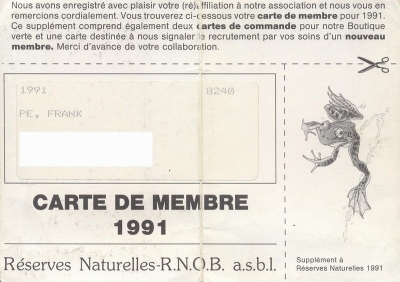 Nous avons enregistré avec plaisir votre (ré)affiliation à notre association et nous vous en
remercions cordialement. Vous trouverez ci-dessous votre carte de membre pour 1991.
Ce supplément comprend également deux cartes de commande pour notre Boutique
verte et une carte destinée à nous signaler le recrutement par vos soins d'un nouveau
membre. Merci d'avance de votre collaboration.
1991 8240
PE, FRANK
CARTE DE MEMBRE
1991
Réserves Naturelles-R.N.O.B. a.s.b.l.
Supplément à
Réserves Naturelles 1991